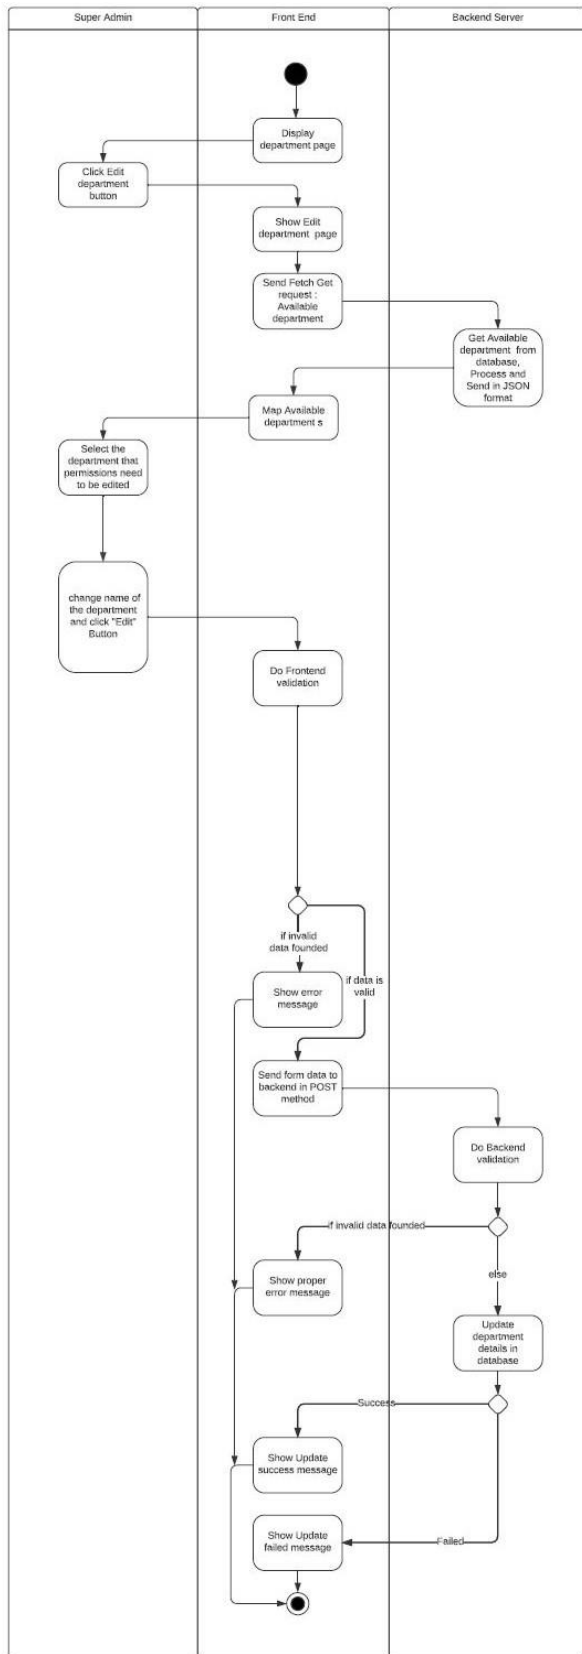 Super Admin
Front End
Backend Server
Display
department page
Click Edit
department
button
Show Edit
department page
Send Fetch Get
request :
Available
department
Get Available
department from
database,
Process and
Send in JSON
format
Map Available
department s
Select the
department that
permissions need
to be edited
change name of
the department
and click "Edit"
Button
Do Frontend
validation
if invalid
data founded
if data is
valid
Show error
message
Send form data to
backend in POST
method
Do Backend
validation
if invalid data founded
else
Show proper
error message
Update
department
details in
database
Success
Show Update
success message
Show Update
failed message
Failed